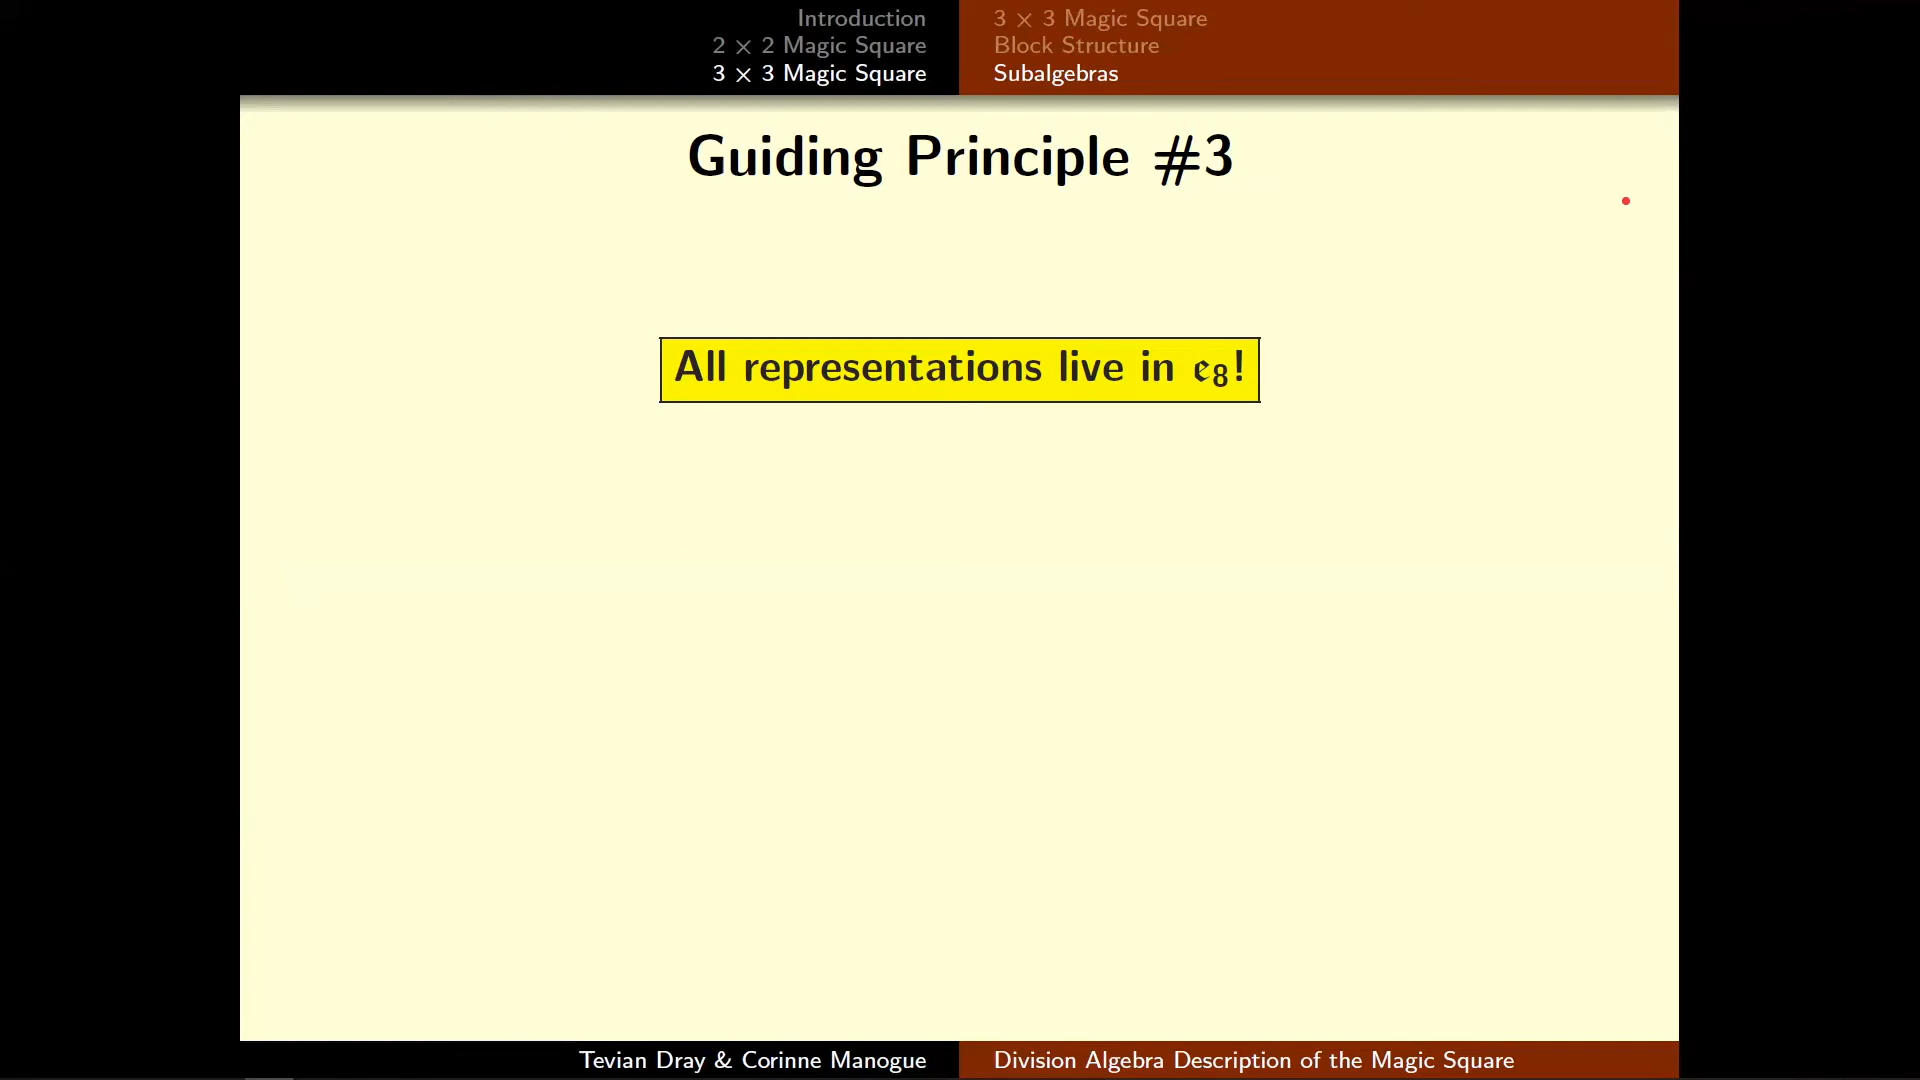 Introduction
2 × 2 Magic Square
3 × 3 Magic Square
3 × 3 Magic Square
Block Structure
Subalgebras
Guiding Principle #3
All representations live in 𝔢₈!
Tevian Dray & Corinne Manogue
Division Algebra Description of the Magic Square